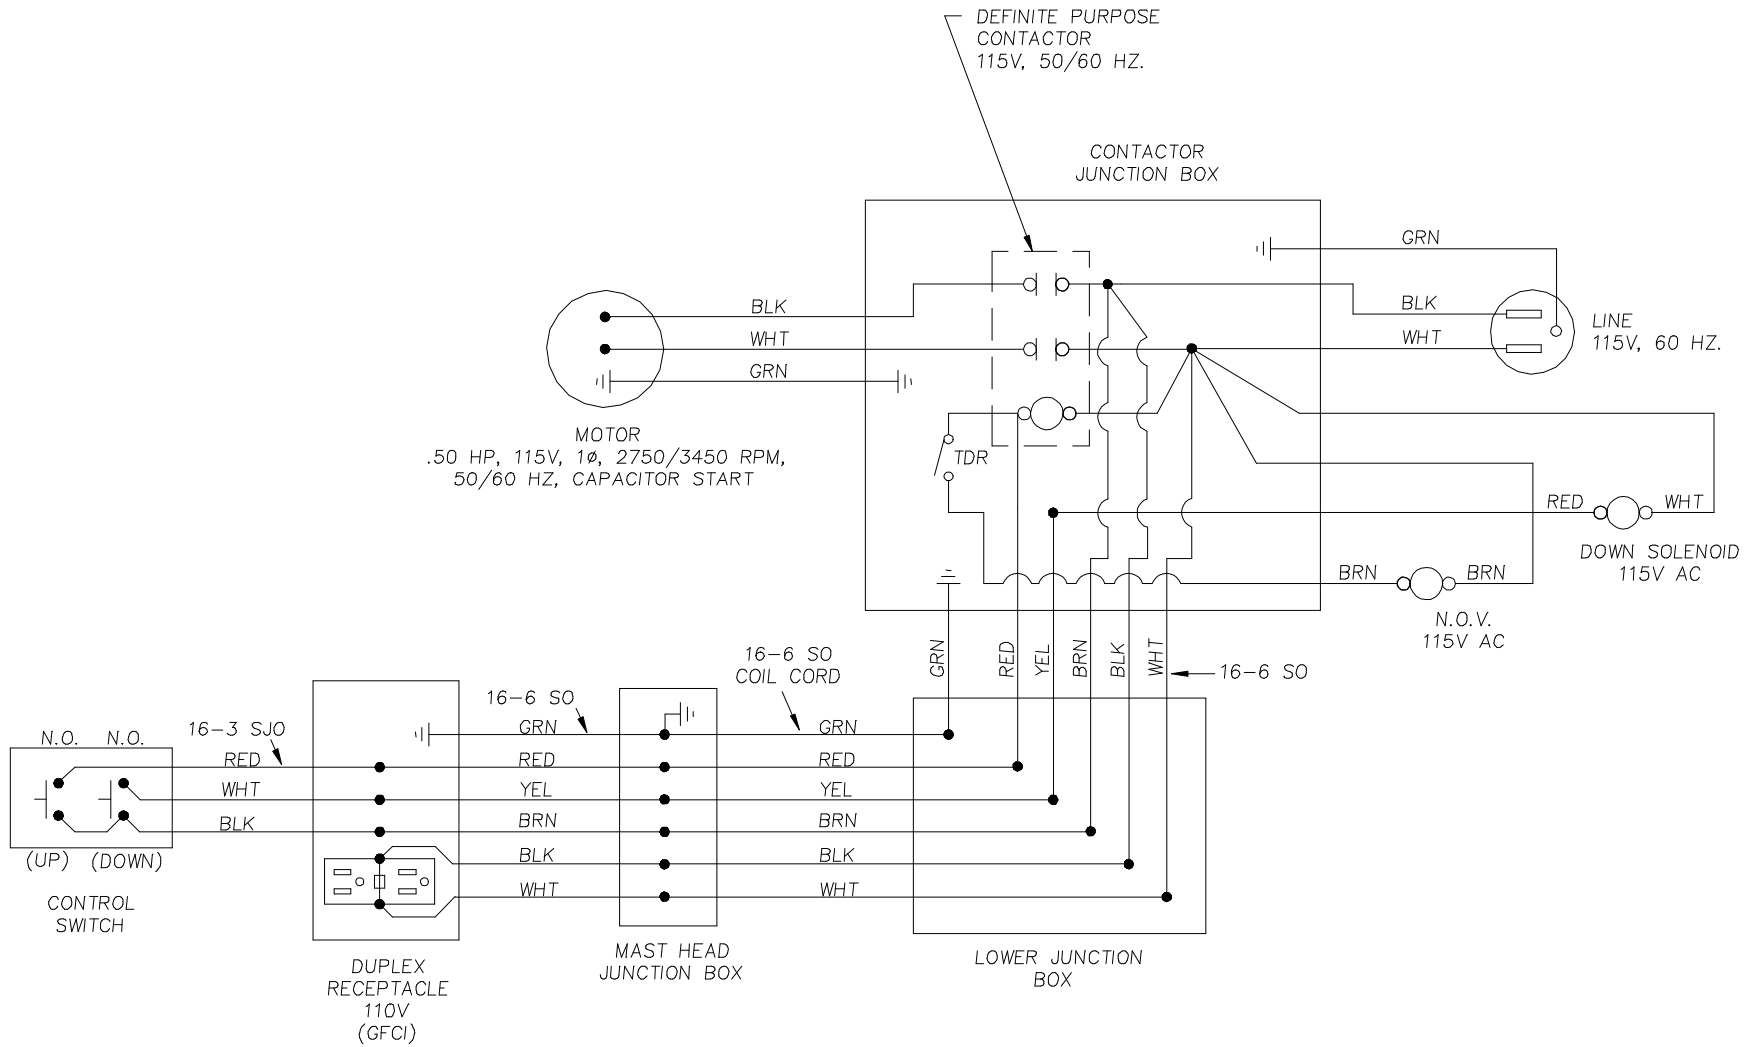 DEFINITE PURPOSE
CONTACTOR
115V, 50/60 HZ.
CONTACTOR
JUNCTION BOX
GRN
BLK
WHT
LINE
115V, 60 HZ.
BLK
WHT
GRN
MOTOR
.50 HP, 115V, 1ø, 2750/3450 RPM,
50/60 HZ, CAPACITOR START
TDR
RED
WHT
DOWN SOLENOID
115V AC
BRN
BRN
N.O.V.
115V AC
GRN
RED
YEL
BRN
BLK
WHT
16-6 SO
16-6 SO
COIL CORD
16-6 SO
16-3 SJO
N.O.
N.O.
GRN
GRN
RED
RED
RED
WHT
YEL
YEL
BLK
BRN
BRN
BLK
BLK
WHT
WHT
(UP)
(DOWN)
CONTROL
SWITCH
DUPLEX
RECEPTACLE
110V
(GFCI)
MAST HEAD
JUNCTION BOX
LOWER JUNCTION
BOX